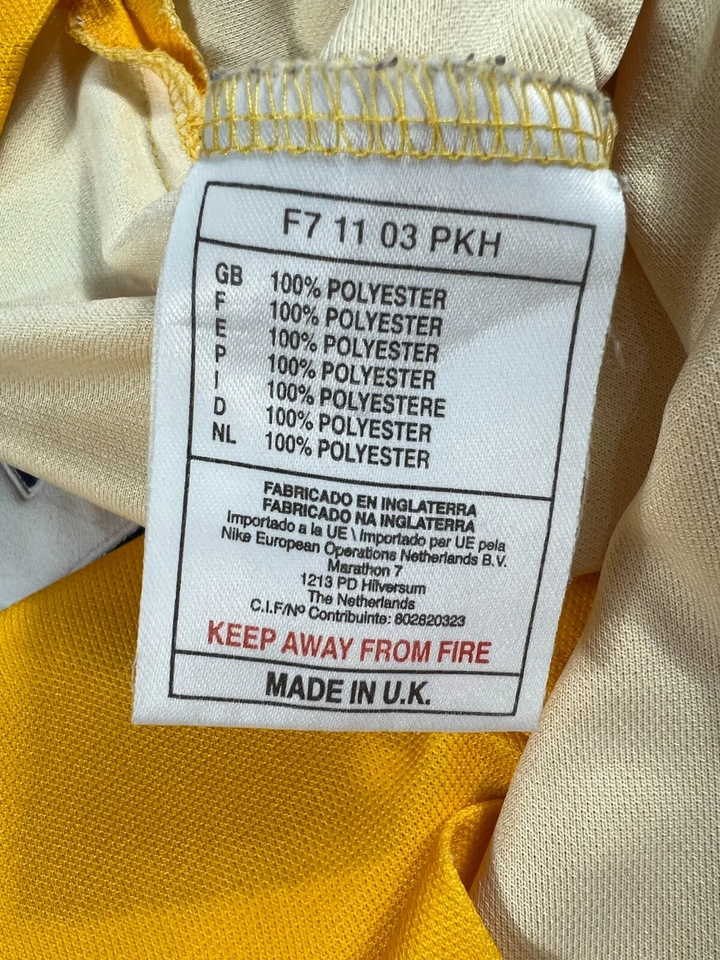 F7 11 03 PKH
GB 100% POLYESTER
F 100% POLYESTER
E 100% POLYESTER
P 100% POLYESTER
I 100% POLYESTERE
D 100% POLYESTER
NL 100% POLYESTER
FABRICADO EN INGLATERRA
FABRICADO NA INGLATERRA
Importado a la UE \ Importado par UE pela
Nike European Operations Netherlands B.V.
Marathon 7
1213 PD Hilversum
The Netherlands
C.I.F/Nº Contribuinte: 802820323
KEEP AWAY FROM FIRE
MADE IN U.K.